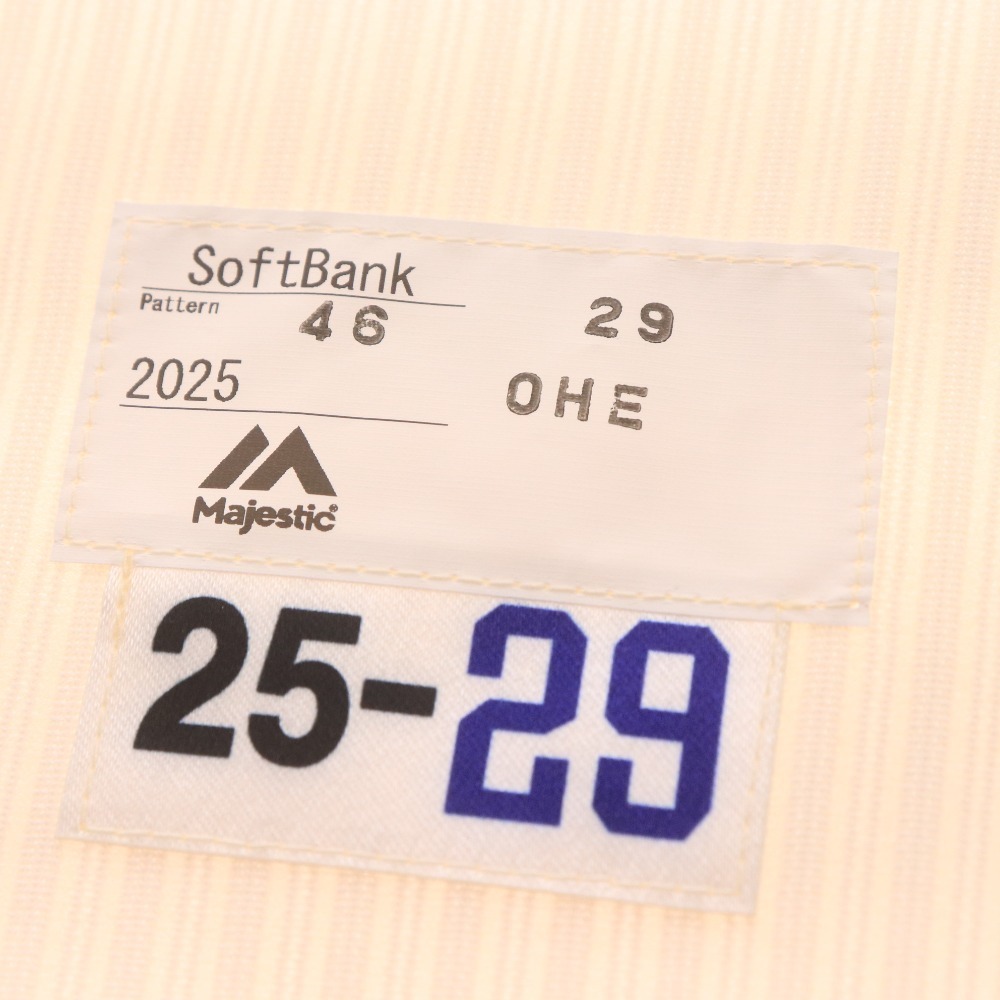 SoftBank
Pattern 46 29
2025 OHE
Majestic®
25-29